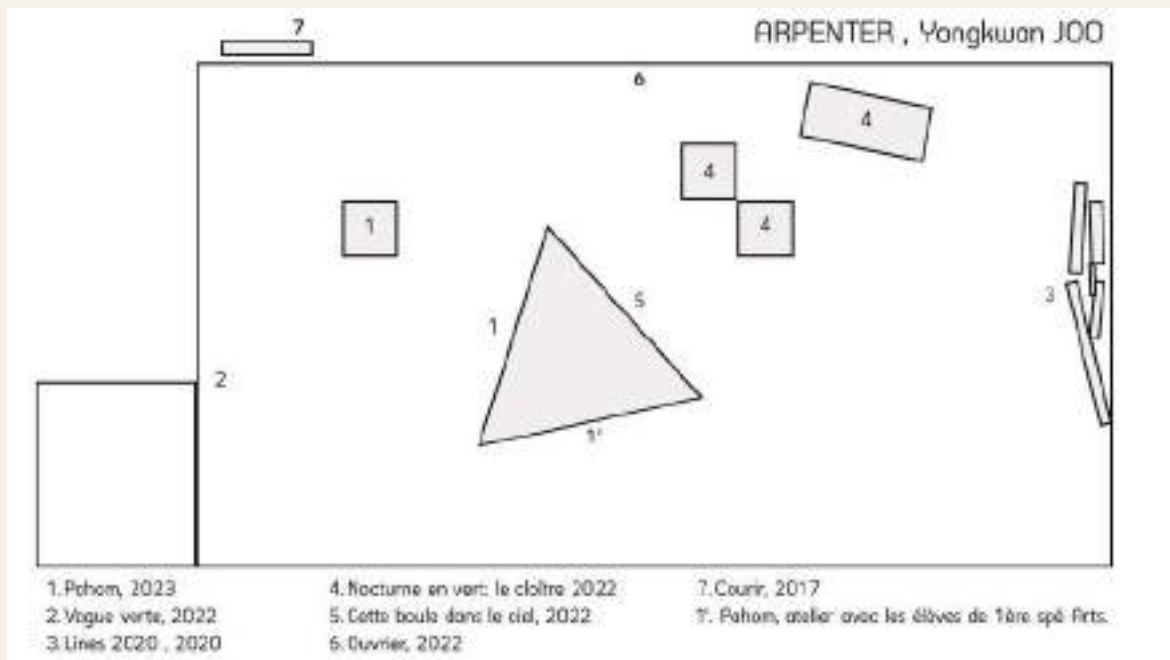 7
ARPENTER , Yongkwan JOO
6
4
4
1
4
5
1
3
2
1'
1. Pahom, 2023
4. Nocturne en vert: le cloître 2022
7. Courir, 2017
2. Vague verte, 2022
5. Cette boule dans le ciel, 2022
1'. Pahom, atelier avec les élèves de 1ère spé Arts.
3. Lines 2020 , 2020
6. Ouvrier, 2022